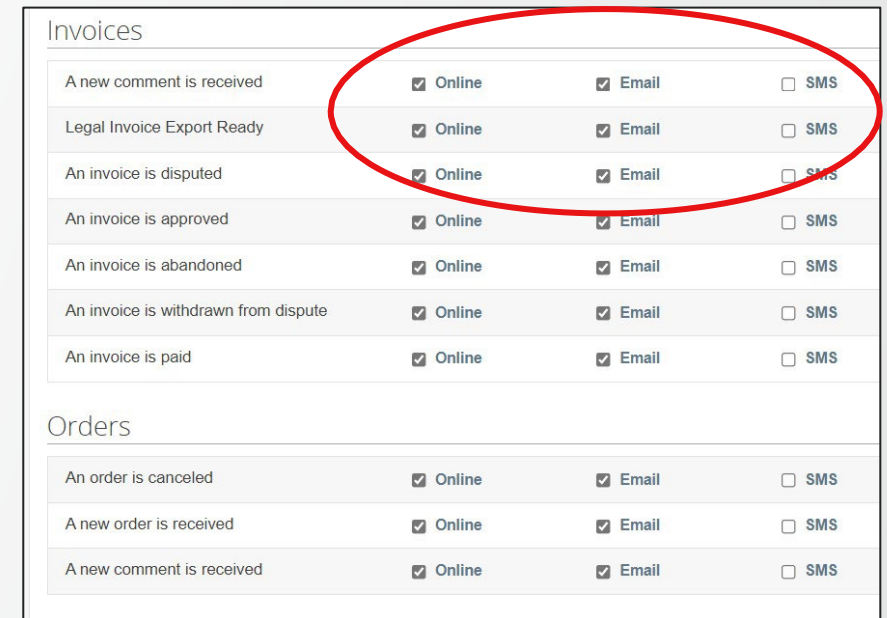 Invoices
A new comment is received Online Email SMS
Legal Invoice Export Ready Online Email SMS
An invoice is disputed Online Email SMS
An invoice is approved Online Email SMS
An invoice is abandoned Online Email SMS
An invoice is withdrawn from dispute Online Email SMS
An invoice is paid Online Email SMS
Orders
An order is canceled Online Email SMS
A new order is received Online Email SMS
A new comment is received Online Email SMS